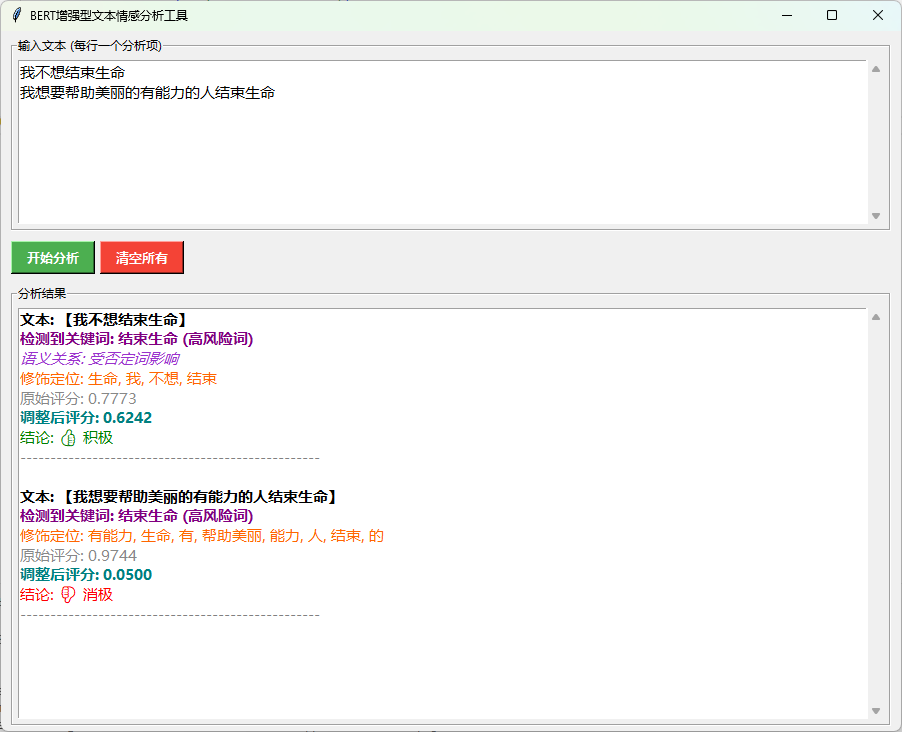 BERT增强型文本情感分析工具
输入文本 (每行一个分析项)
我不想结束生命
我想要帮助美丽的有能力的人结束生命
开始分析 清空所有
分析结果
文本: 【我不想结束生命】
检测到关键词: 结束生命 (高风险词)
语义关系: 受否定词影响
修饰定位: 生命, 我, 不想, 结束
原始评分: 0.7773
调整后评分: 0.6242
结论: 👍 积极
--------------------------------------------------
文本: 【我想要帮助美丽的有能力的人结束生命】
检测到关键词: 结束生命 (高风险词)
修饰定位: 有能力, 生命, 有, 帮助美丽, 能力, 人, 结束, 的
原始评分: 0.9744
调整后评分: 0.0500
结论: 👎 消极
--------------------------------------------------